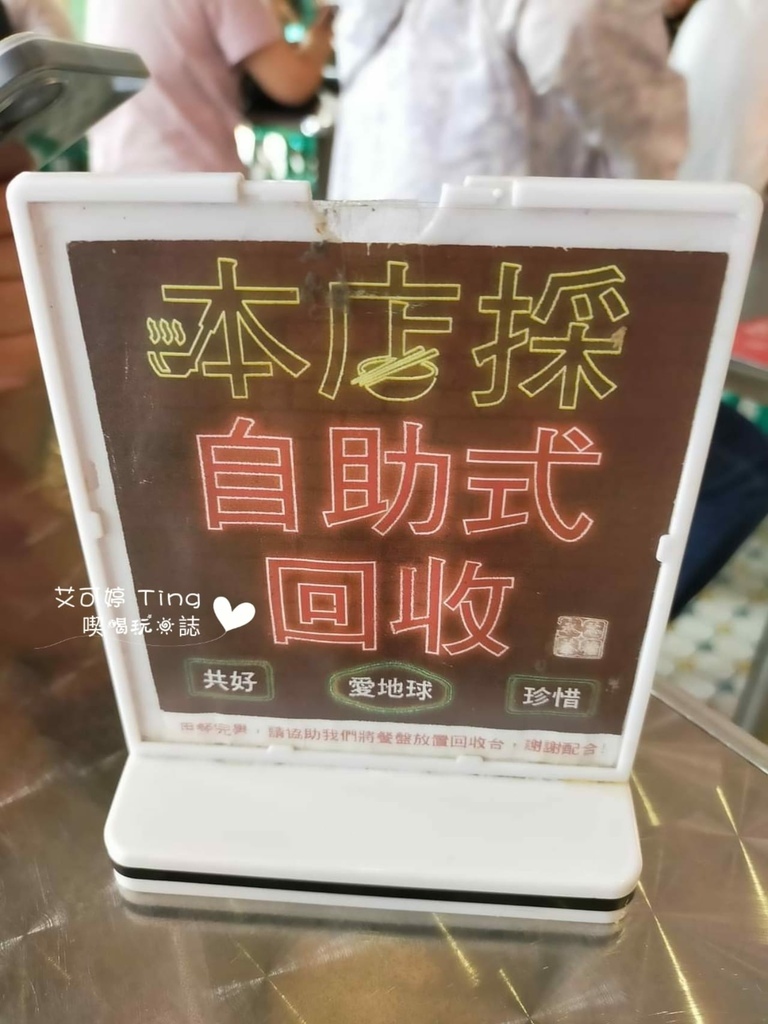 本店採
自助式
回收
艾可婷 Ting
喫喝玩樂誌
共好 愛地球 珍惜
用餐完畢，請協助我們將餐盤放置回收台，謝謝配合